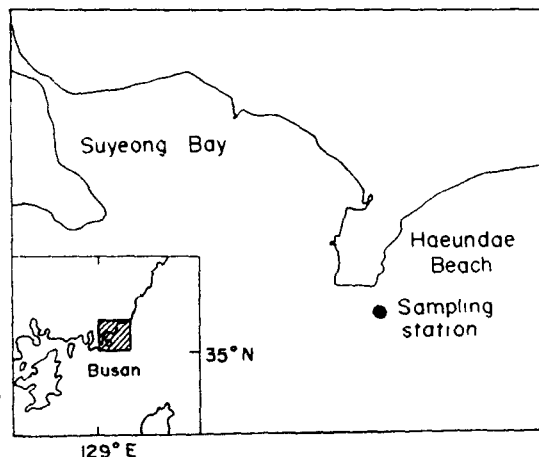 Suyeong Bay
Haeundae
Beach
Sampling
station
35°N
Busan
129°E